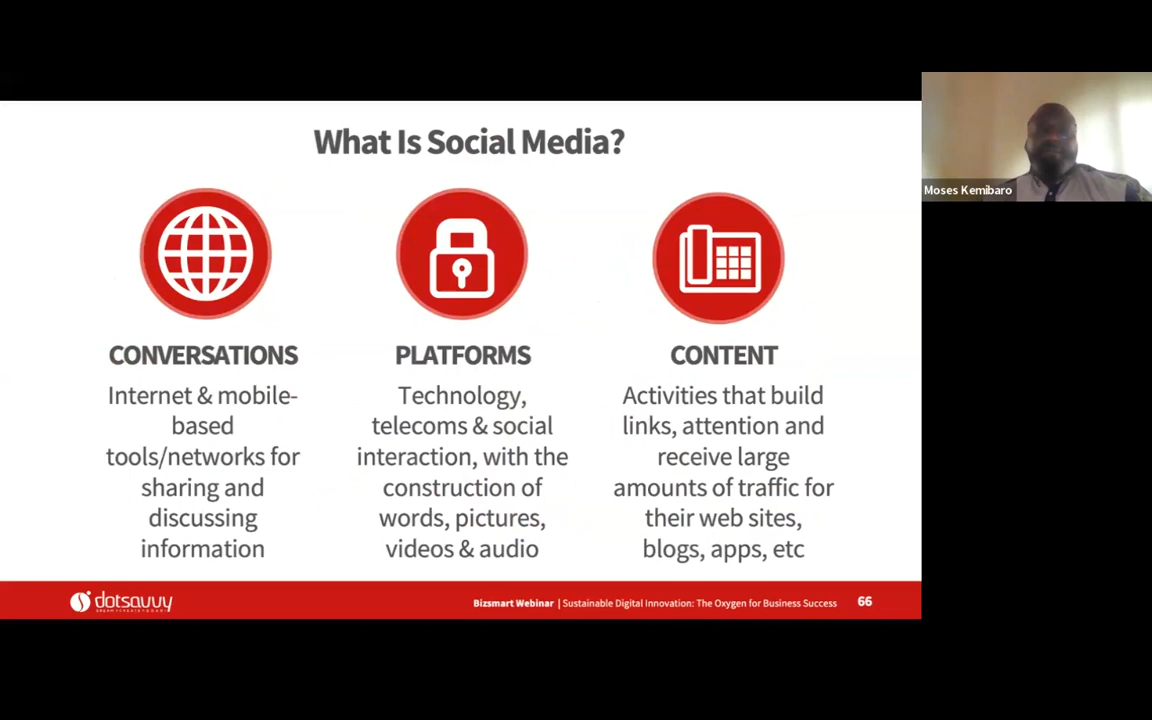 What Is Social Media?
CONVERSATIONS
Internet & mobile-
based
tools/networks for
sharing and
discussing
information
PLATFORMS
Technology,
telecoms & social
interaction, with the
construction of
words, pictures,
videos & audio
CONTENT
Activities that build
links, attention and
receive large
amounts of traffic for
their web sites,
blogs, apps, etc
Moses Kemibaro
dotsavvy
Bizsmart Webinar | Sustainable Digital Innovation: The Oxygen for Business Success 66